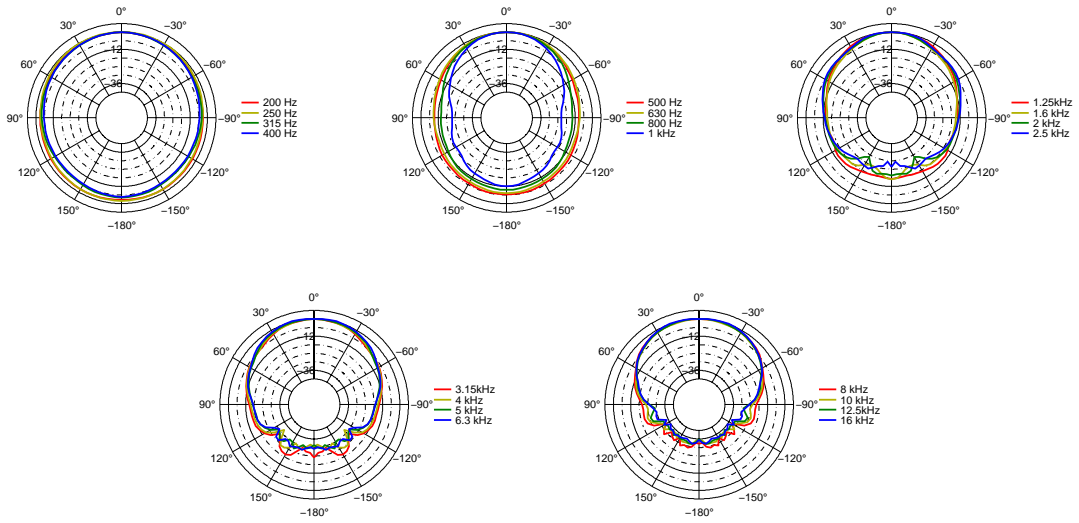 0° 0° 0°
30° −30° 30° −30° 30° −30°
12 12 12
60° −60° 60° −60° 60° −60°
36 36 36
200 Hz 500 Hz 1.25kHz
250 Hz 630 Hz 1.6 kHz
90° −90° 315 Hz 90° −90° 800 Hz 90° −90° 2 kHz
400 Hz 1 kHz 2.5 kHz
120° −120° 120° −120° 120° −120°
150° −150° 150° −150° 150° −150°
−180° −180° −180°
0° 0°
30° −30° 30° −30°
12 12
60° −60° 60° −60°
36 36
3.15kHz 8 kHz
4 kHz 10 kHz
90° −90° 5 kHz 90° −90° 12.5kHz
6.3 kHz 16 kHz
120° −120° 120° −120°
150° −150° 150° −150°
−180° −180°